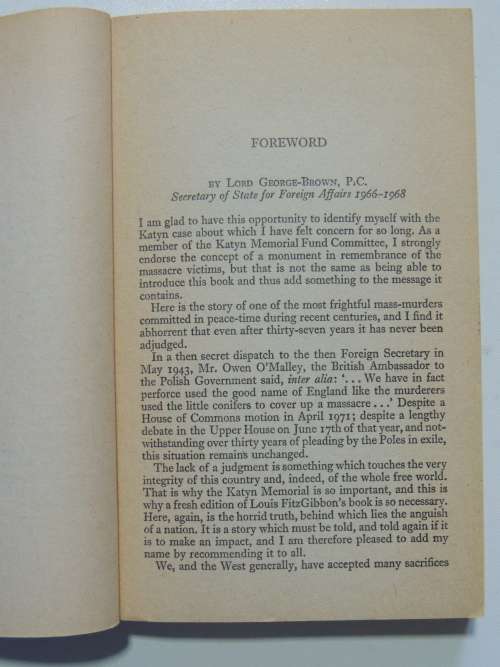 FOREWORD
BY LORD GEORGE-BROWN, P.C.
Secretary of State for Foreign Affairs 1966–1968
I am glad to have this opportunity to identify myself with the
Katyn case about which I have felt concern for so long. As a
member of the Katyn Memorial Fund Committee, I strongly
endorse the concept of a monument in remembrance of the
massacre victims, but that is not the same as being able to
introduce this book and thus add something to the message it
contains.
Here is the story of one of the most frightful mass-murders
committed in peace-time during recent centuries, and I find it
abhorrent that even after thirty-seven years it has never been
adjudged.
In a then secret dispatch to the then Foreign Secretary in
May 1943, Mr. Owen O'Malley, the British Ambassador to
the Polish Government said, inter alia: '. . . We have in fact
perforce used the good name of England like the murderers
used the little conifers to cover up a massacre . . .' Despite a
House of Commons motion in April 1971; despite a lengthy
debate in the Upper House on June 17th of that year, and not-
withstanding over thirty years of pleading by the Poles in exile,
this situation remains unchanged.
The lack of a judgment is something which touches the very
integrity of this country and, indeed, of the whole free world.
That is why the Katyn Memorial is so important, and this is
why a fresh edition of Louis FitzGibbon's book is so necessary.
Here, again, is the horrid truth, behind which lies the anguish
of a nation. It is a story which must be told, and told again if it
is to make an impact, and I am therefore pleased to add my
name by recommending it to all.
We, and the West generally, have accepted many sacrifices